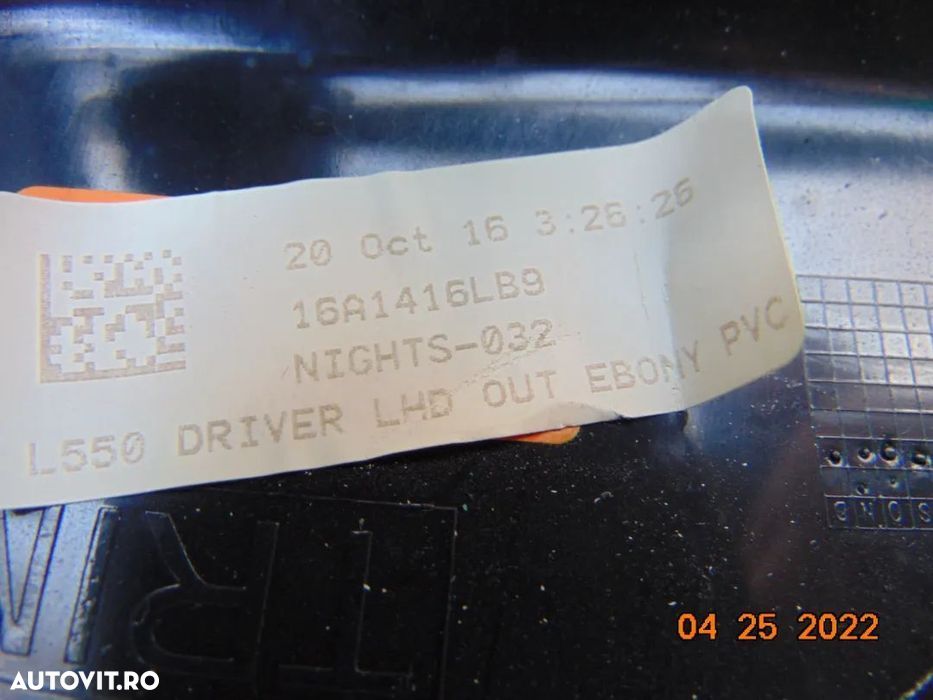 20 Oct 16 3:26:26
16A1416LB9
NIGHTS-032
L550 DRIVER LHD OUT EBONY PVC
04 25 2022
AUTOVIT.RO